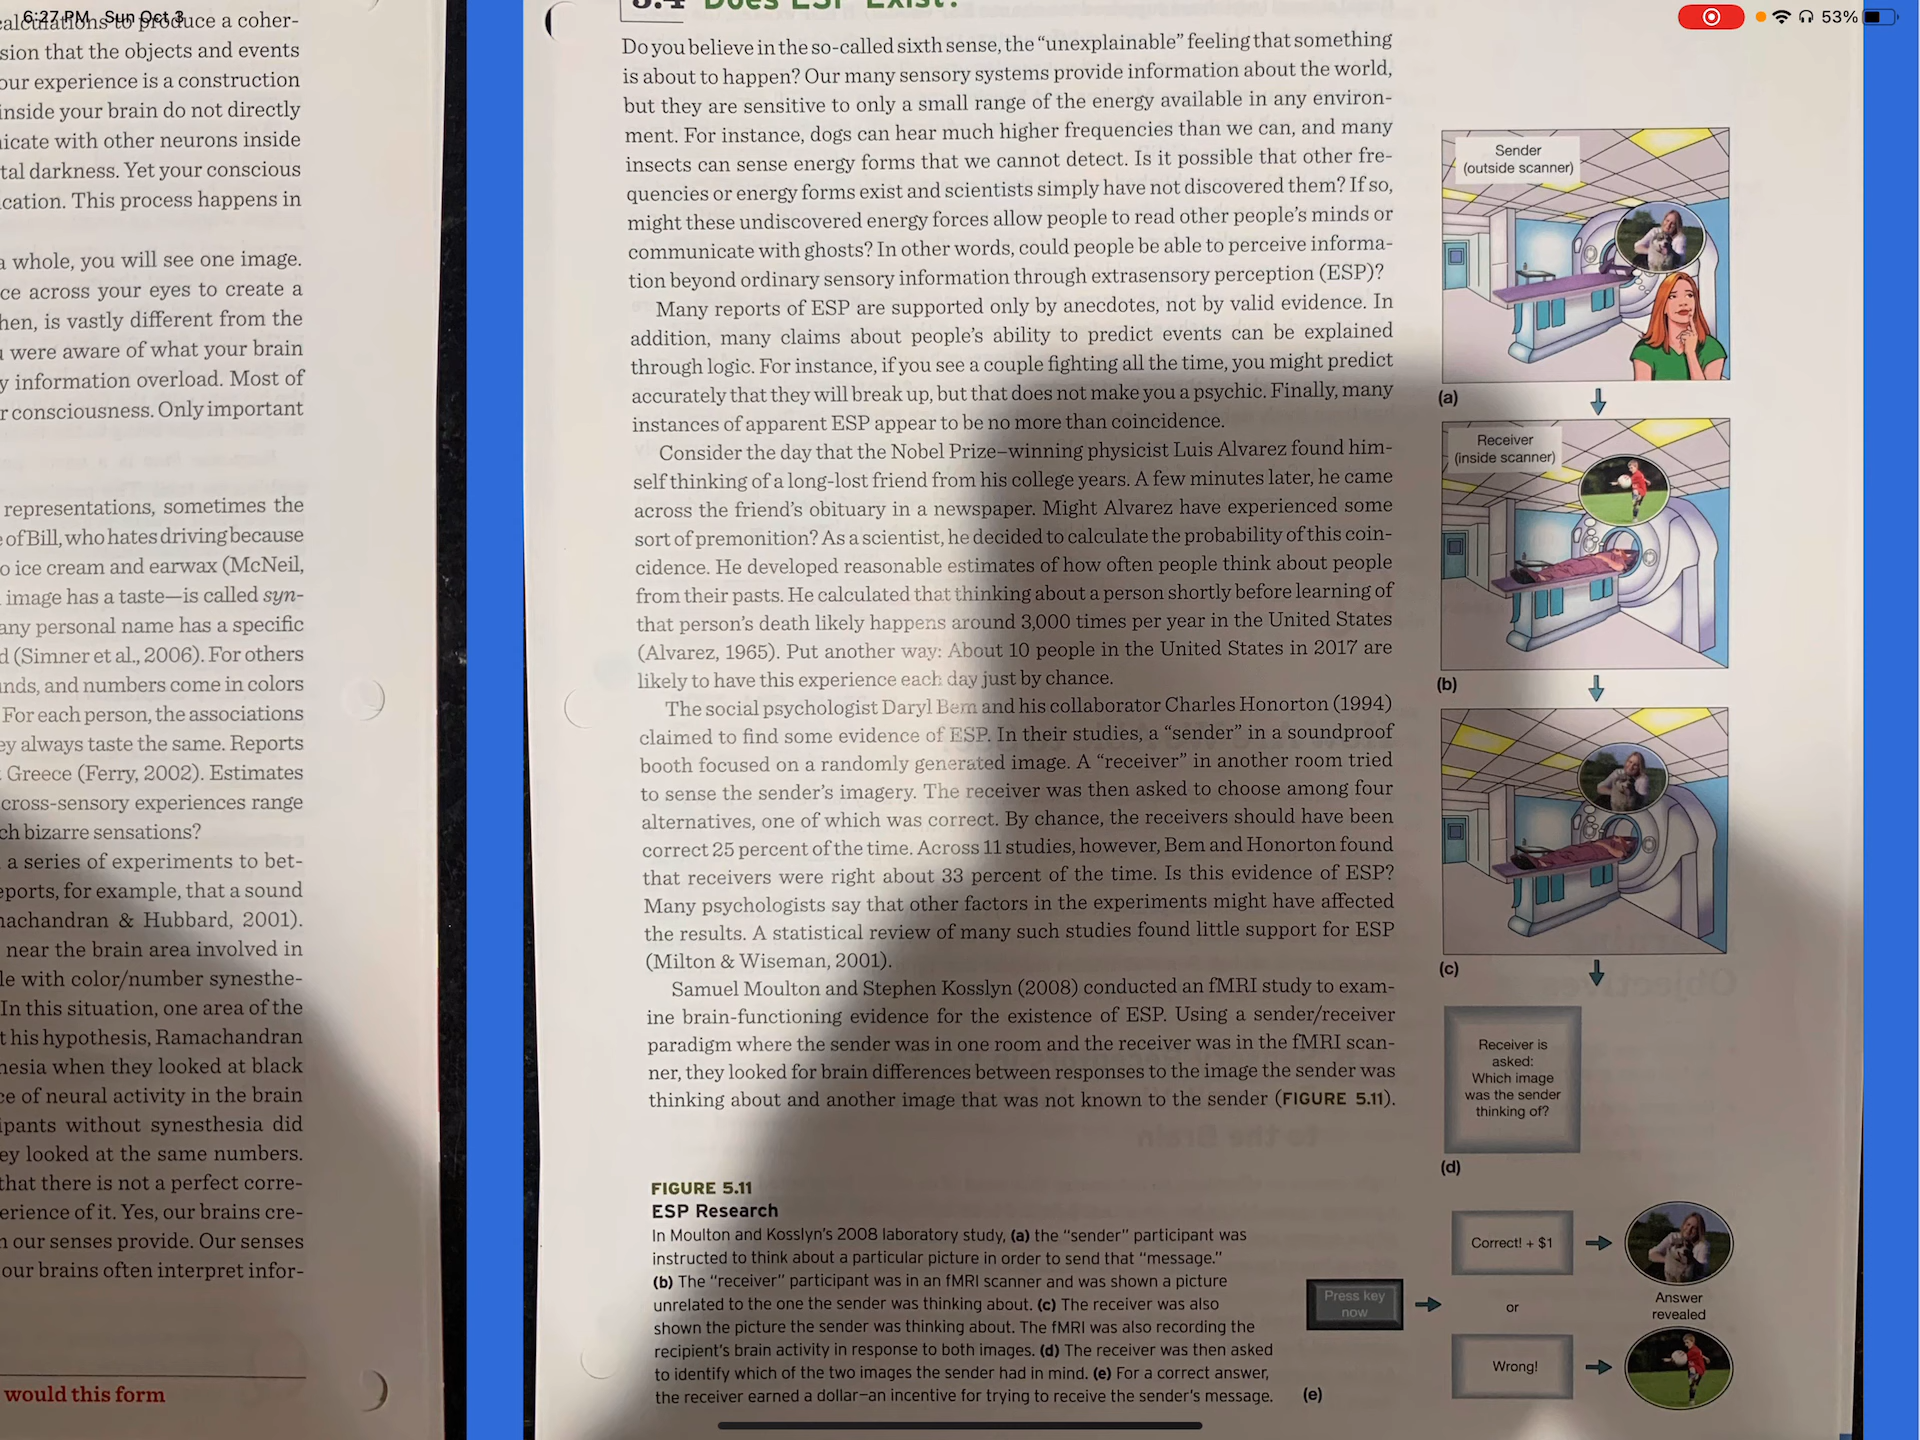 6:27 PM Sun Oct 3
53%
calculations to produce a coher-
sion that the objects and events
our experience is a construction
inside your brain do not directly
icate with other neurons inside
tal darkness. Yet your conscious
cation. This process happens in
a whole, you will see one image.
ce across your eyes to create a
hen, is vastly different from the
were aware of what your brain
y information overload. Most of
r consciousness. Only important
representations, sometimes the
e of Bill, who hates driving because
o ice cream and earwax (McNeil,
image has a taste—is called syn-
any personal name has a specific
d (Simner et al., 2006). For others
nds, and numbers come in colors
For each person, the associations
ey always taste the same. Reports
Greece (Ferry, 2002). Estimates
cross-sensory experiences range
ch bizarre sensations?
a series of experiments to bet-
eports, for example, that a sound
machandran & Hubbard, 2001).
near the brain area involved in
le with color/number synesthe-
In this situation, one area of the
t his hypothesis, Ramachandran
hesia when they looked at black
ce of neural activity in the brain
ipants without synesthesia did
ey looked at the same numbers.
that there is not a perfect corre-
erience of it. Yes, our brains cre-
n our senses provide. Our senses
our brains often interpret infor-
would this form
5.4 Does ESP Exist?
Do you believe in the so-called sixth sense, the “unexplainable” feeling that something
is about to happen? Our many sensory systems provide information about the world,
but they are sensitive to only a small range of the energy available in any environ-
ment. For instance, dogs can hear much higher frequencies than we can, and many
insects can sense energy forms that we cannot detect. Is it possible that other fre-
quencies or energy forms exist and scientists simply have not discovered them? If so,
might these undiscovered energy forces allow people to read other people’s minds or
communicate with ghosts? In other words, could people be able to perceive informa-
tion beyond ordinary sensory information through extrasensory perception (ESP)?
Many reports of ESP are supported only by anecdotes, not by valid evidence. In
addition, many claims about people’s ability to predict events can be explained
through logic. For instance, if you see a couple fighting all the time, you might predict
accurately that they will break up, but that does not make you a psychic. Finally, many
instances of apparent ESP appear to be no more than coincidence.
Consider the day that the Nobel Prize–winning physicist Luis Alvarez found him-
self thinking of a long-lost friend from his college years. A few minutes later, he came
across the friend’s obituary in a newspaper. Might Alvarez have experienced some
sort of premonition? As a scientist, he decided to calculate the probability of this coin-
cidence. He developed reasonable estimates of how often people think about people
from their pasts. He calculated that thinking about a person shortly before learning of
that person’s death likely happens around 3,000 times per year in the United States
(Alvarez, 1965). Put another way: About 10 people in the United States in 2017 are
likely to have this experience each day just by chance.
The social psychologist Daryl Bem and his collaborator Charles Honorton (1994)
claimed to find some evidence of ESP. In their studies, a “sender” in a soundproof
booth focused on a randomly generated image. A “receiver” in another room tried
to sense the sender’s imagery. The receiver was then asked to choose among four
alternatives, one of which was correct. By chance, the receivers should have been
correct 25 percent of the time. Across 11 studies, however, Bem and Honorton found
that receivers were right about 33 percent of the time. Is this evidence of ESP?
Many psychologists say that other factors in the experiments might have affected
the results. A statistical review of many such studies found little support for ESP
(Milton & Wiseman, 2001).
Samuel Moulton and Stephen Kosslyn (2008) conducted an fMRI study to exam-
ine brain-functioning evidence for the existence of ESP. Using a sender/receiver
paradigm where the sender was in one room and the receiver was in the fMRI scan-
ner, they looked for brain differences between responses to the image the sender was
thinking about and another image that was not known to the sender (FIGURE 5.11).
FIGURE 5.11
ESP Research
In Moulton and Kosslyn’s 2008 laboratory study, (a) the “sender” participant was
instructed to think about a particular picture in order to send that “message.”
(b) The “receiver” participant was in an fMRI scanner and was shown a picture
unrelated to the one the sender was thinking about. (c) The receiver was also
shown the picture the sender was thinking about. The fMRI was also recording the
recipient’s brain activity in response to both images. (d) The receiver was then asked
to identify which of the two images the sender had in mind. (e) For a correct answer,
the receiver earned a dollar—an incentive for trying to receive the sender’s message.
Sender
(outside scanner)
(a)
Receiver
(inside scanner)
(b)
(c)
Receiver is
asked:
Which image
was the sender
thinking of?
(d)
Press key
now
Correct! + $1
or
Wrong!
Answer
revealed
(e)